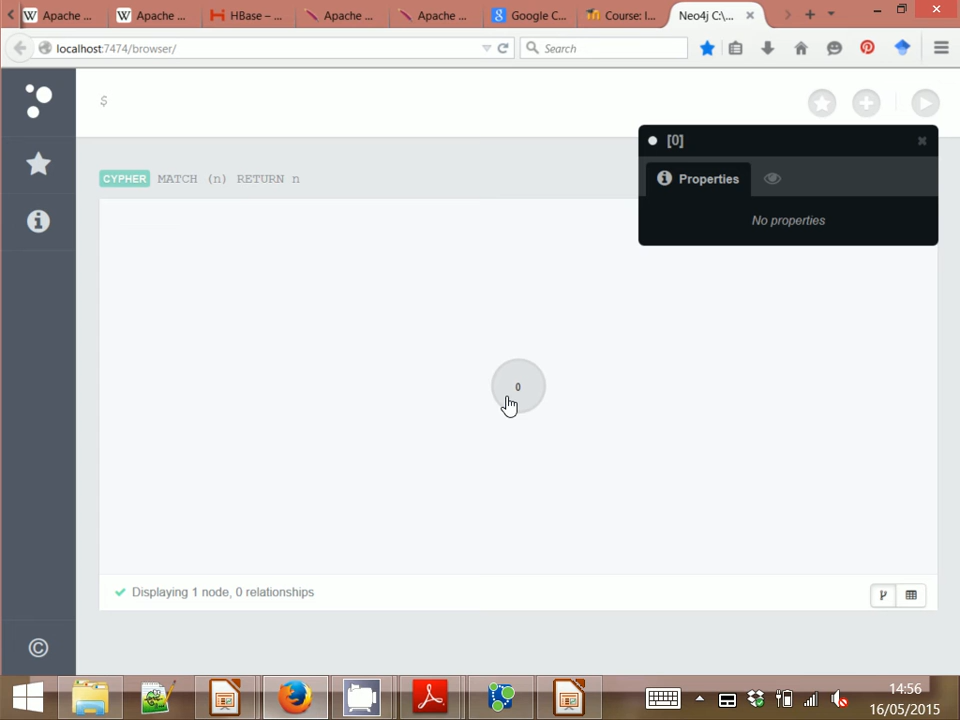 Apache ...
Apache ...
HBase – ...
Apache ...
Apache ...
Google C...
Course: I...
Neo4j C:\...
localhost:7474/browser/
Search
$
[0]
CYPHER MATCH (n) RETURN n
Properties
No properties
0
Displaying 1 node, 0 relationships
14:56
16/05/2015